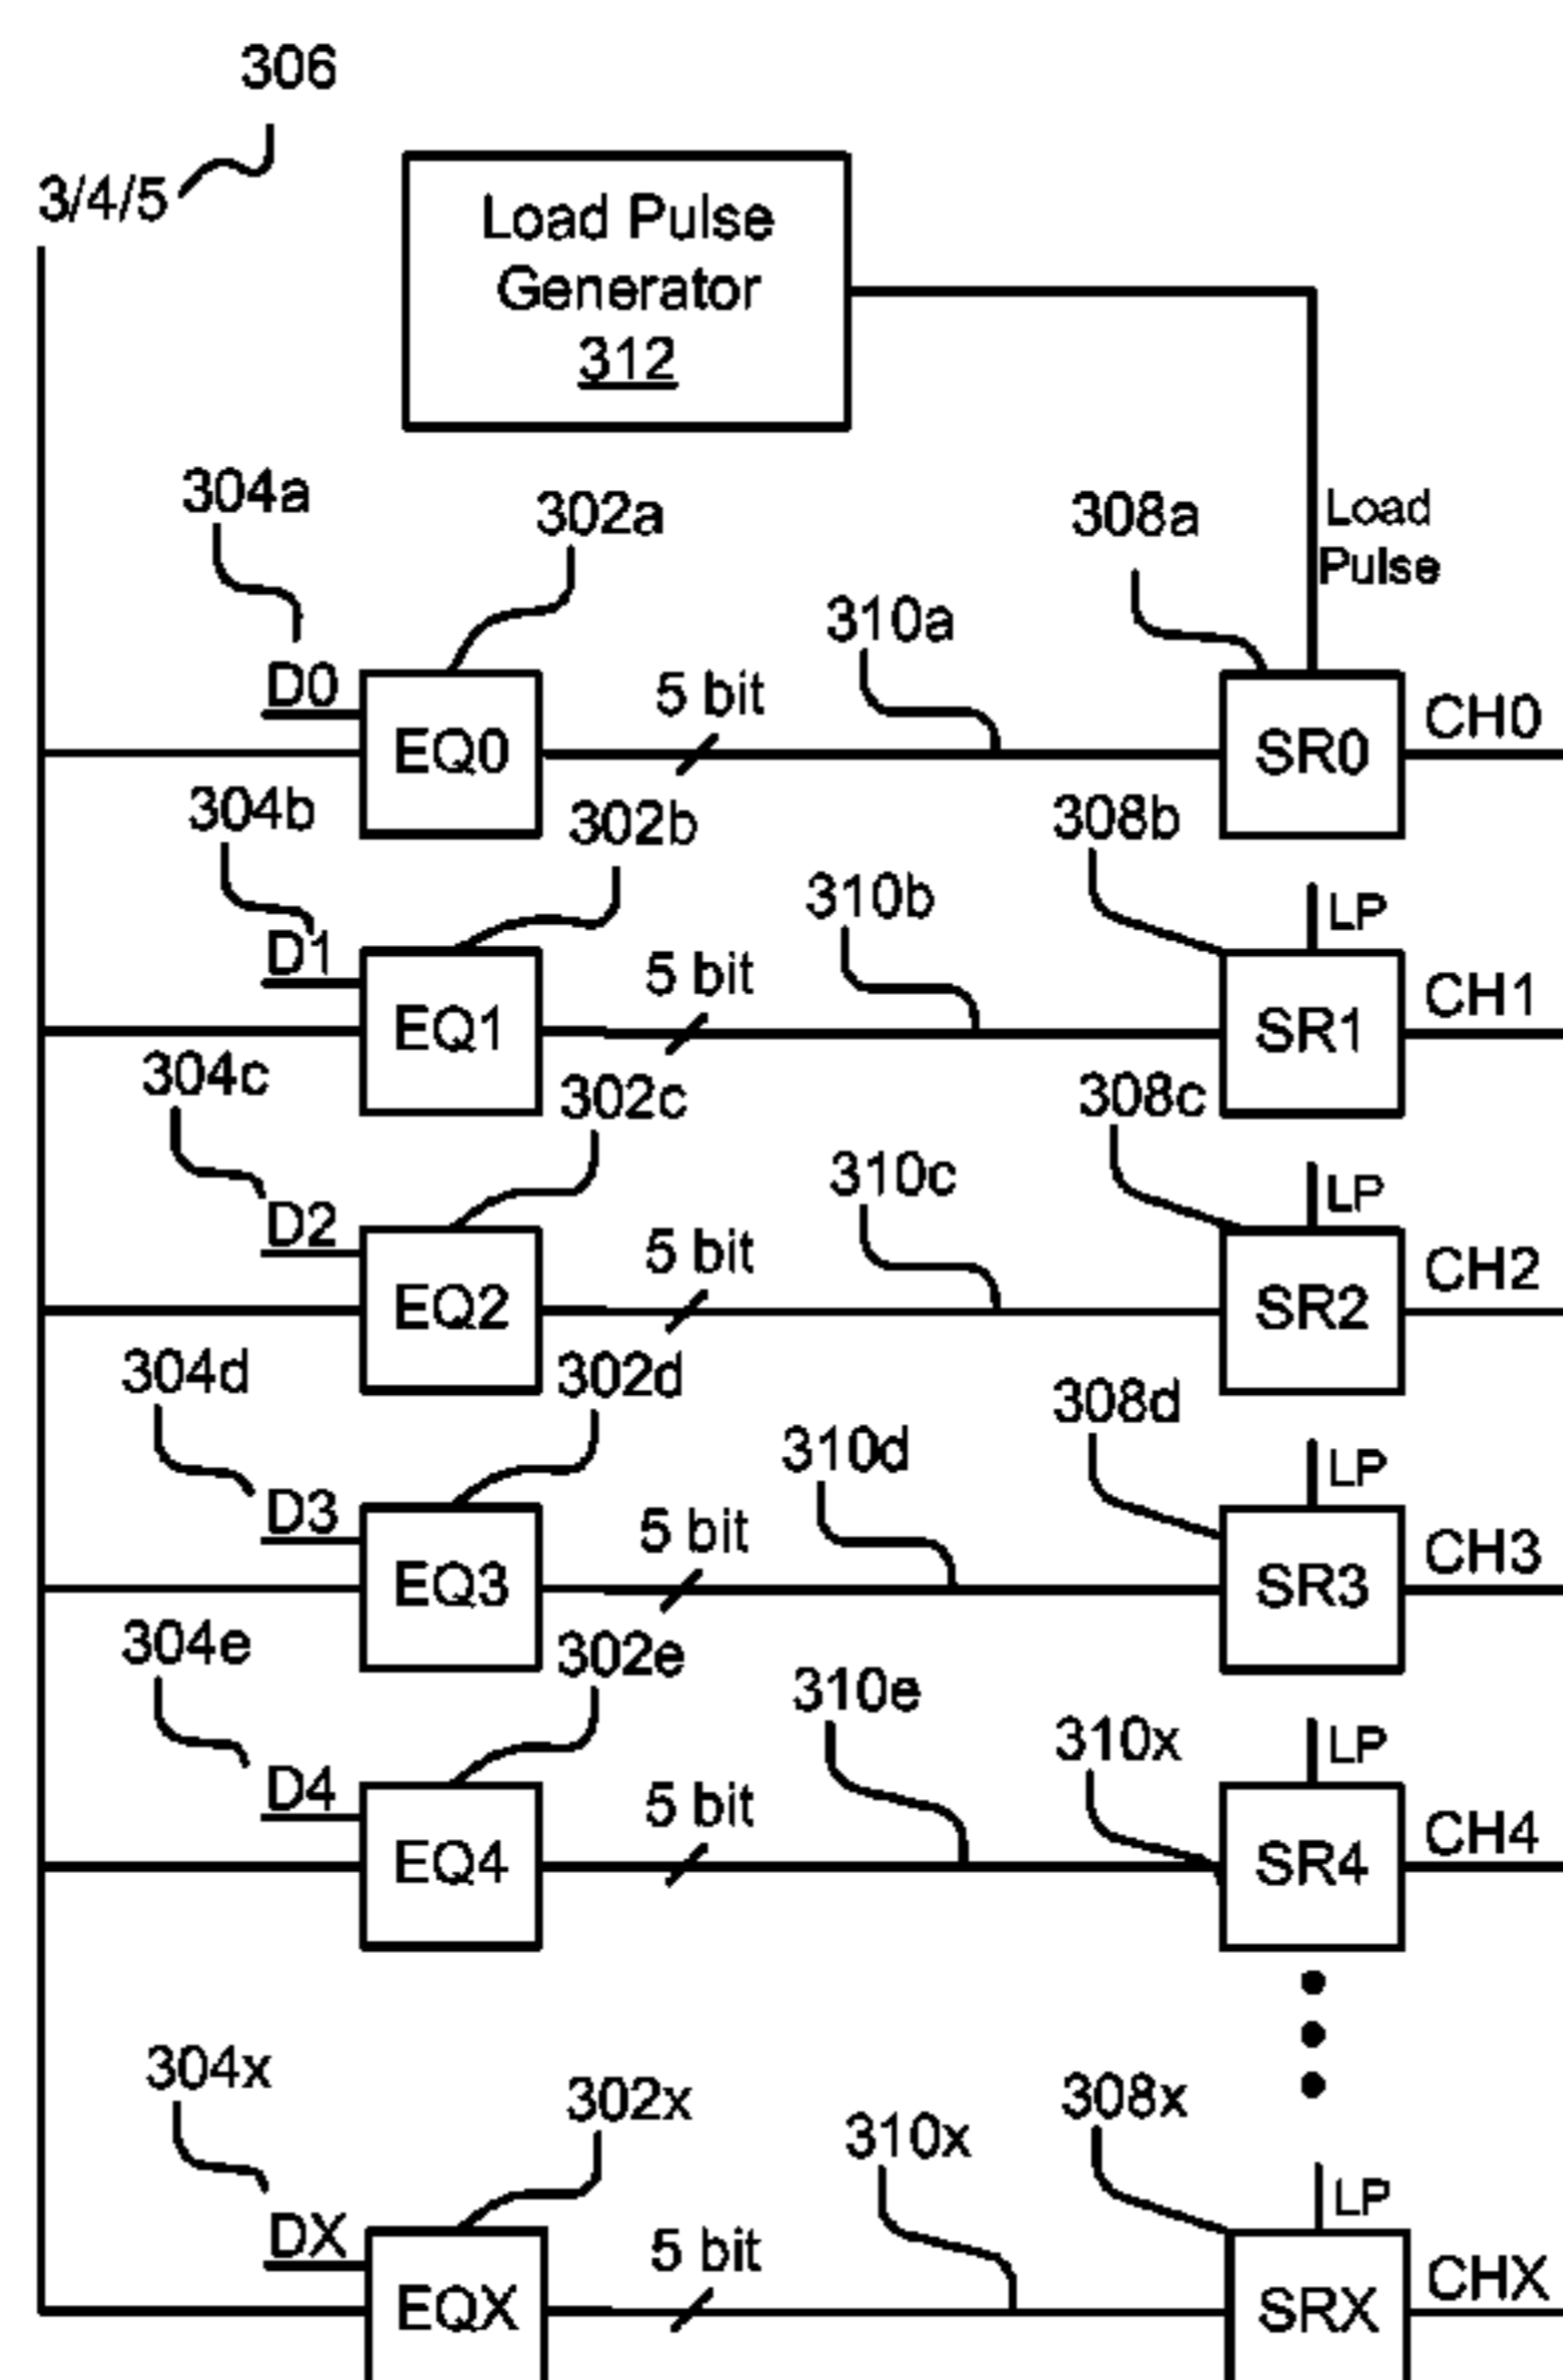 306
3/4/5
Load Pulse
Generator
312
304a
302a
308a
Load
Pulse
310a
D0
5 bit
EQ0
SR0
CH0
304b
302b
308b
310b
LP
D1
5 bit
EQ1
SR1
CH1
304c
302c
308c
310c
LP
D2
5 bit
EQ2
SR2
CH2
304d
302d
308d
310d
LP
D3
5 bit
EQ3
SR3
CH3
304e
302e
310e
310x
LP
D4
5 bit
EQ4
SR4
CH4
304x
302x
308x
310x
LP
DX
5 bit
EQX
SRX
CHX